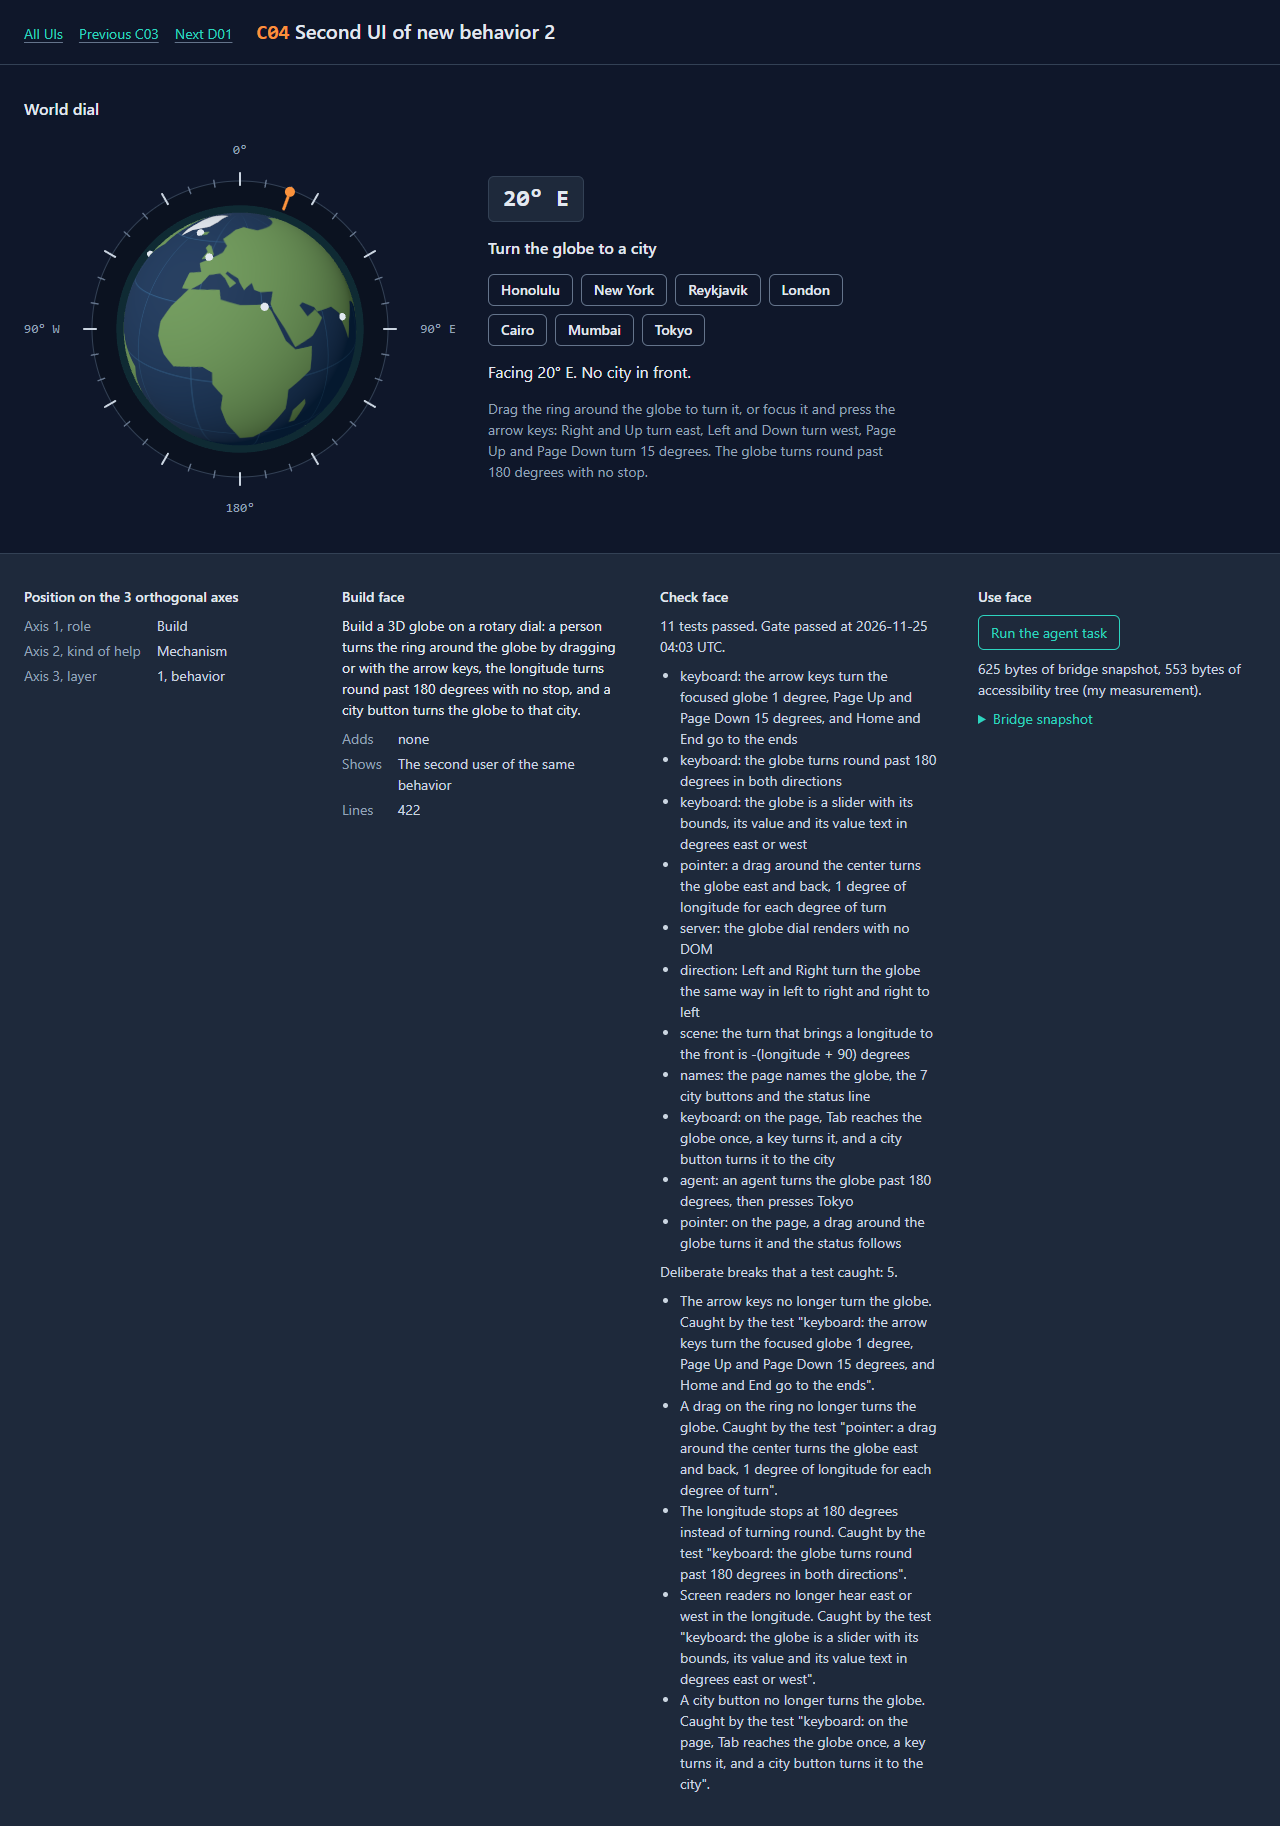 All UIs Previous C03 Next D01 C04 Second UI of new behavior 2
World dial
0°
90° W
90° E
180°
20° E
Turn the globe to a city
Honolulu New York Reykjavik London
Cairo Mumbai Tokyo
Facing 20° E. No city in front.
Drag the ring around the globe to turn it, or focus it and press the
arrow keys: Right and Up turn east, Left and Down turn west, Page
Up and Page Down turn 15 degrees. The globe turns round past
180 degrees with no stop.
Position on the 3 orthogonal axes
Axis 1, role Build
Axis 2, kind of help Mechanism
Axis 3, layer 1, behavior
Build face
Build a 3D globe on a rotary dial: a person
turns the ring around the globe by dragging
or with the arrow keys, the longitude turns
round past 180 degrees with no stop, and a
city button turns the globe to that city.
Adds none
Shows The second user of the same
behavior
Lines 422
Check face
11 tests passed. Gate passed at 2026-11-25
04:03 UTC.
• keyboard: the arrow keys turn the
focused globe 1 degree, Page Up and
Page Down 15 degrees, and Home and
End go to the ends
• keyboard: the globe turns round past 180
degrees in both directions
• keyboard: the globe is a slider with its
bounds, its value and its value text in
degrees east or west
• pointer: a drag around the center turns
the globe east and back, 1 degree of
longitude for each degree of turn
• server: the globe dial renders with no
DOM
• direction: Left and Right turn the globe
the same way in left to right and right to
left
• scene: the turn that brings a longitude to
the front is -(longitude + 90) degrees
• names: the page names the globe, the 7
city buttons and the status line
• keyboard: on the page, Tab reaches the
globe once, a key turns it, and a city
button turns it to the city
• agent: an agent turns the globe past 180
degrees, then presses Tokyo
• pointer: on the page, a drag around the
globe turns it and the status follows
Deliberate breaks that a test caught: 5.
• The arrow keys no longer turn the globe.
Caught by the test "keyboard: the arrow
keys turn the focused globe 1 degree,
Page Up and Page Down 15 degrees, and
Home and End go to the ends".
• A drag on the ring no longer turns the
globe. Caught by the test "pointer: a drag
around the center turns the globe east
and back, 1 degree of longitude for each
degree of turn".
• The longitude stops at 180 degrees
instead of turning round. Caught by the
test "keyboard: the globe turns round
past 180 degrees in both directions".
• Screen readers no longer hear east or
west in the longitude. Caught by the test
"keyboard: the globe is a slider with its
bounds, its value and its value text in
degrees east or west".
• A city button no longer turns the globe.
Caught by the test "keyboard: on the
page, Tab reaches the globe once, a key
turns it, and a city button turns it to the
city".
Use face
Run the agent task
625 bytes of bridge snapshot, 553 bytes of
accessibility tree (my measurement).
▶ Bridge snapshot